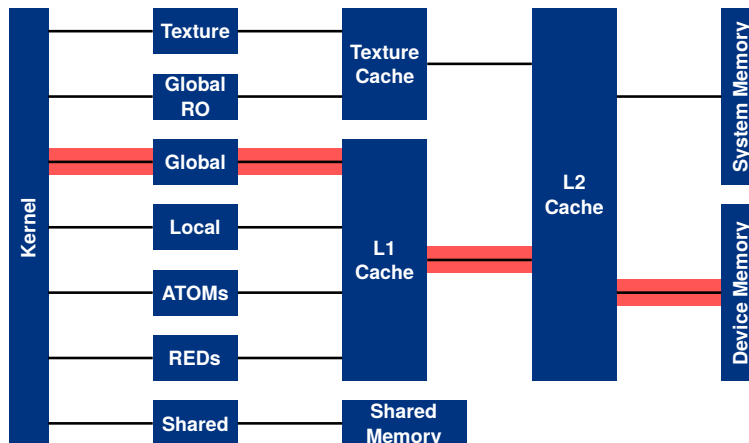 Kernel
Texture
Global
RO
Global
Local
ATOMs
REDs
Shared
Texture
Cache
L1
Cache
Shared
Memory
L2
Cache
System Memory
Device Memory